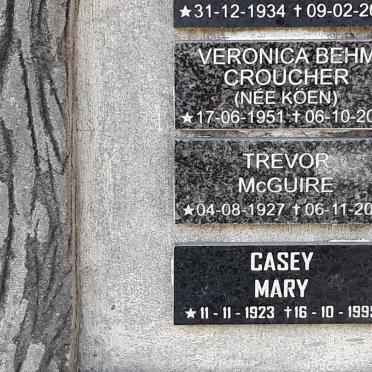 ★31-12-1934 ✝09-02-20
VERONICA BEHM
CROUCHER
(NÉE KÖEN)
★17-06-1951 ✝06-10-20
TREVOR
McGUIRE
★04-08-1927 ✝06-11-20
CASEY
MARY
★11-11-1923 ✝16-10-1995